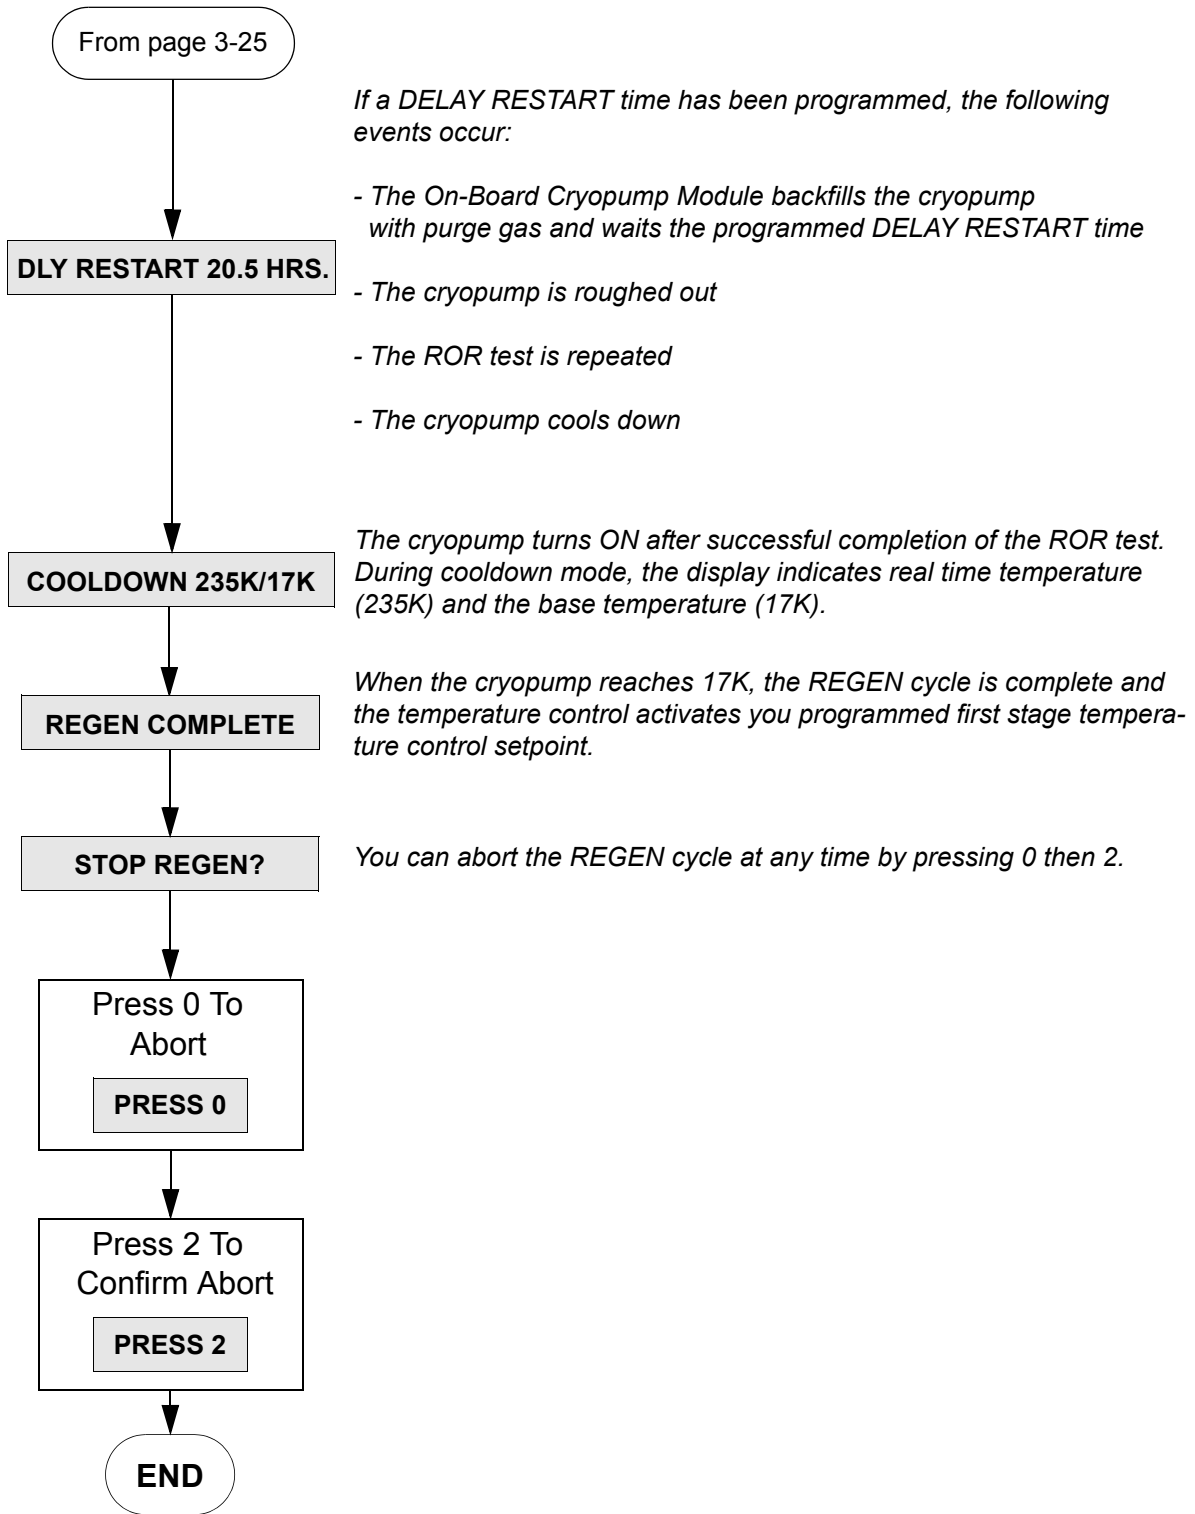 From page 3-25
If a DELAY RESTART time has been programmed, the following
events occur:
- The On-Board Cryopump Module backfills the cryopump
with purge gas and waits the programmed DELAY RESTART time
DLY RESTART 20.5 HRS.
- The cryopump is roughed out
- The ROR test is repeated
- The cryopump cools down
The cryopump turns ON after successful completion of the ROR test.
During cooldown mode, the display indicates real time temperature
(235K) and the base temperature (17K).
COOLDOWN 235K/17K
When the cryopump reaches 17K, the REGEN cycle is complete and
the temperature control activates you programmed first stage tempera-
ture control setpoint.
REGEN COMPLETE
STOP REGEN?
You can abort the REGEN cycle at any time by pressing 0 then 2.
Press 0 To
Abort
PRESS 0
Press 2 To
Confirm Abort
PRESS 2
END